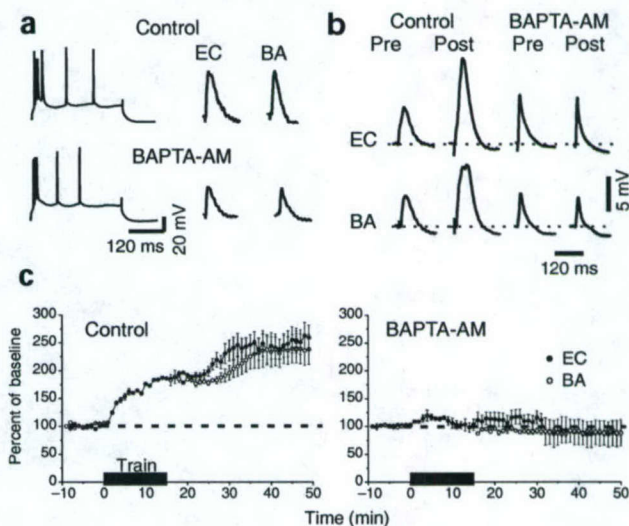 a
Control
EC BA
BAPTA-AM
120 ms
20 mV
b
Control BAPTA-AM
Pre Post Pre Post
EC
BA
5 mV
120 ms
c
Control
Percent of baseline
300
250
200
150
100
50
0
Train
−10 0 10 20 30 40 50
BAPTA-AM
EC
BA
300
250
200
150
100
50
0
−10 0 10 20 30 40 50
Time (min)